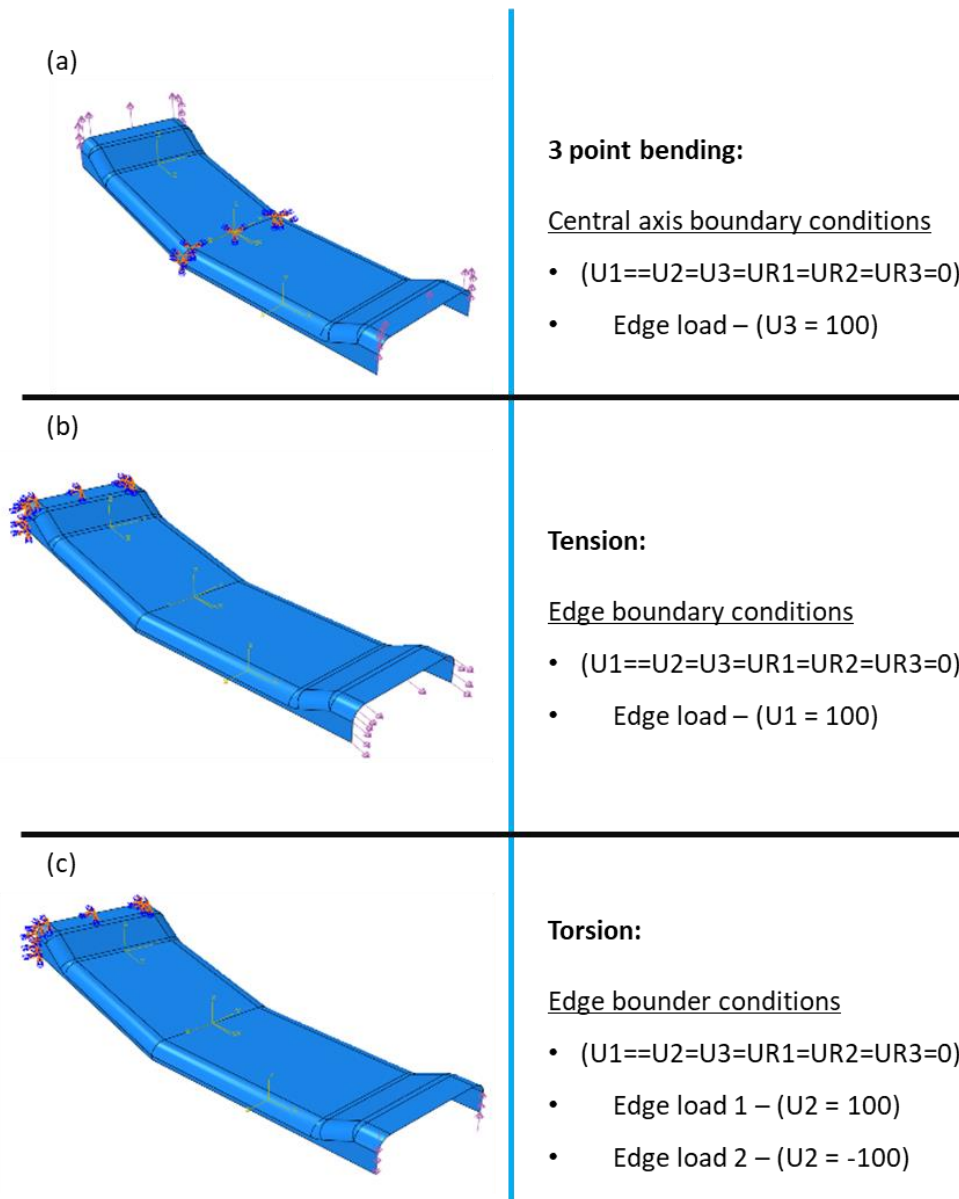 (a)
3 point bending:
Central axis boundary conditions
• (U1==U2=U3=UR1=UR2=UR3=0)
• Edge load – (U3 = 100)
(b)
Tension:
Edge boundary conditions
• (U1==U2=U3=UR1=UR2=UR3=0)
• Edge load – (U1 = 100)
(c)
Torsion:
Edge bounder conditions
• (U1==U2=U3=UR1=UR2=UR3=0)
• Edge load 1 – (U2 = 100)
• Edge load 2 – (U2 = -100)